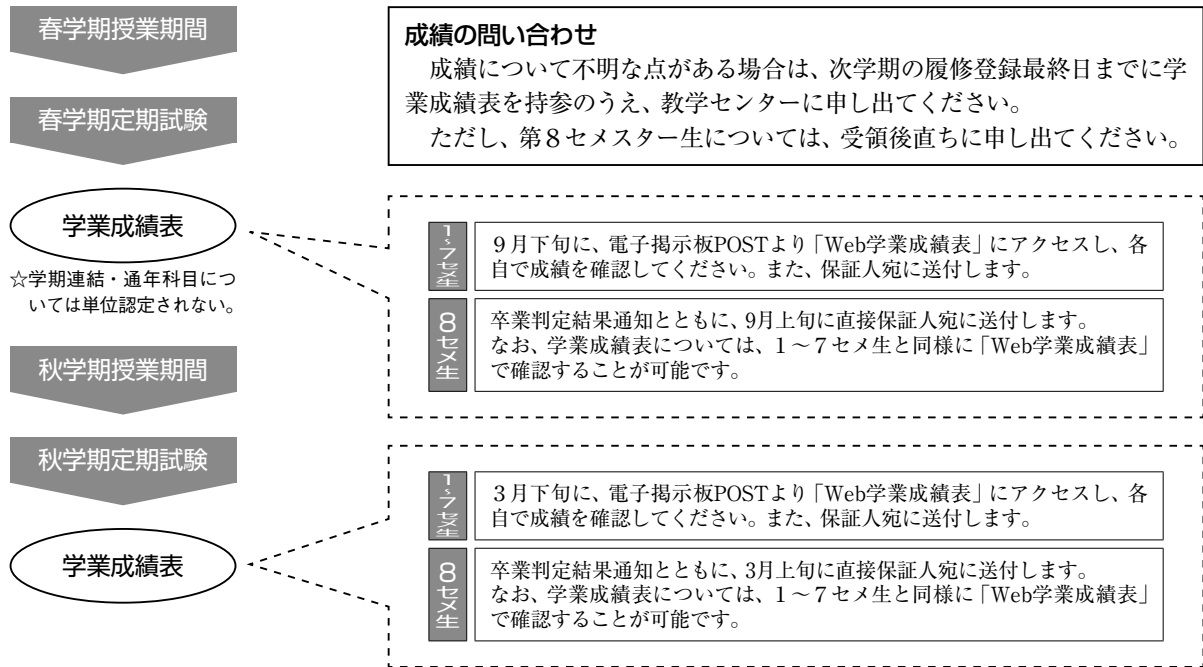 春学期授業期間
春学期定期試験
学業成績表
☆学期連結・通年科目につ
いては単位認定されない。
秋学期授業期間
秋学期定期試験
学業成績表
成績の問い合わせ
成績について不明な点がある場合は、次学期の履修登録最終日までに学
業成績表を持参のうえ、教学センターに申し出てください。
ただし、第8セメスター生については、受領後直ちに申し出てください。
1~7セメ生
9月下旬に、電子掲示板POSTより「Web学業成績表」にアクセスし、各
自で成績を確認してください。また、保証人宛に送付します。
8セメ生
卒業判定結果通知とともに、9月上旬に直接保証人宛に送付します。
なお、学業成績表については、1～7セメ生と同様に「Web学業成績表」
で確認することが可能です。
1~7セメ生
3月下旬に、電子掲示板POSTより「Web学業成績表」にアクセスし、各
自で成績を確認してください。また、保証人宛に送付します。
8セメ生
卒業判定結果通知とともに、3月上旬に直接保証人宛に送付します。
なお、学業成績表については、1～7セメ生と同様に「Web学業成績表」
で確認することが可能です。